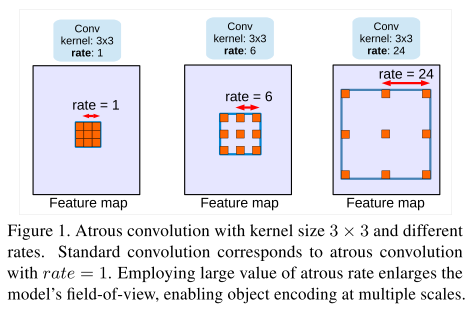 Conv
kernel: 3x3
rate: 1
Conv
kernel: 3x3
rate: 6
Conv
kernel: 3x3
rate: 24
rate = 1
rate = 6
rate = 24
Feature map
Feature map
Feature map
Figure 1. Atrous convolution with kernel size 3 × 3 and different
rates. Standard convolution corresponds to atrous convolution
with rate = 1. Employing large value of atrous rate enlarges the
model's field-of-view, enabling object encoding at multiple scales.